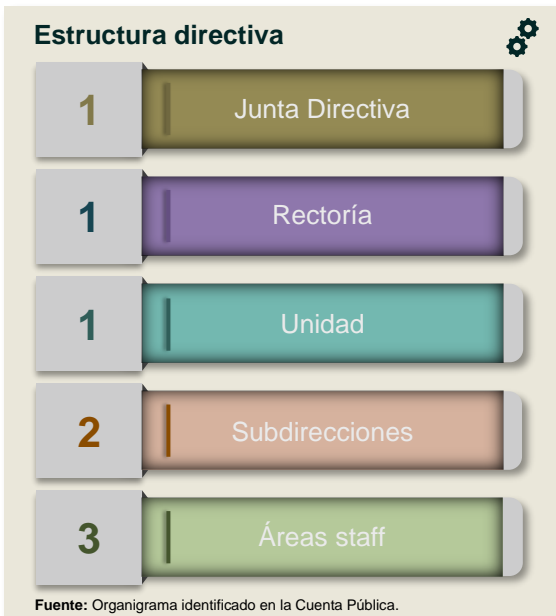 Estructura directiva
1 Junta Directiva
1 Rectoría
1 Unidad
2 Subdirecciones
3 Áreas staff
Fuente: Organigrama identificado en la Cuenta Pública.